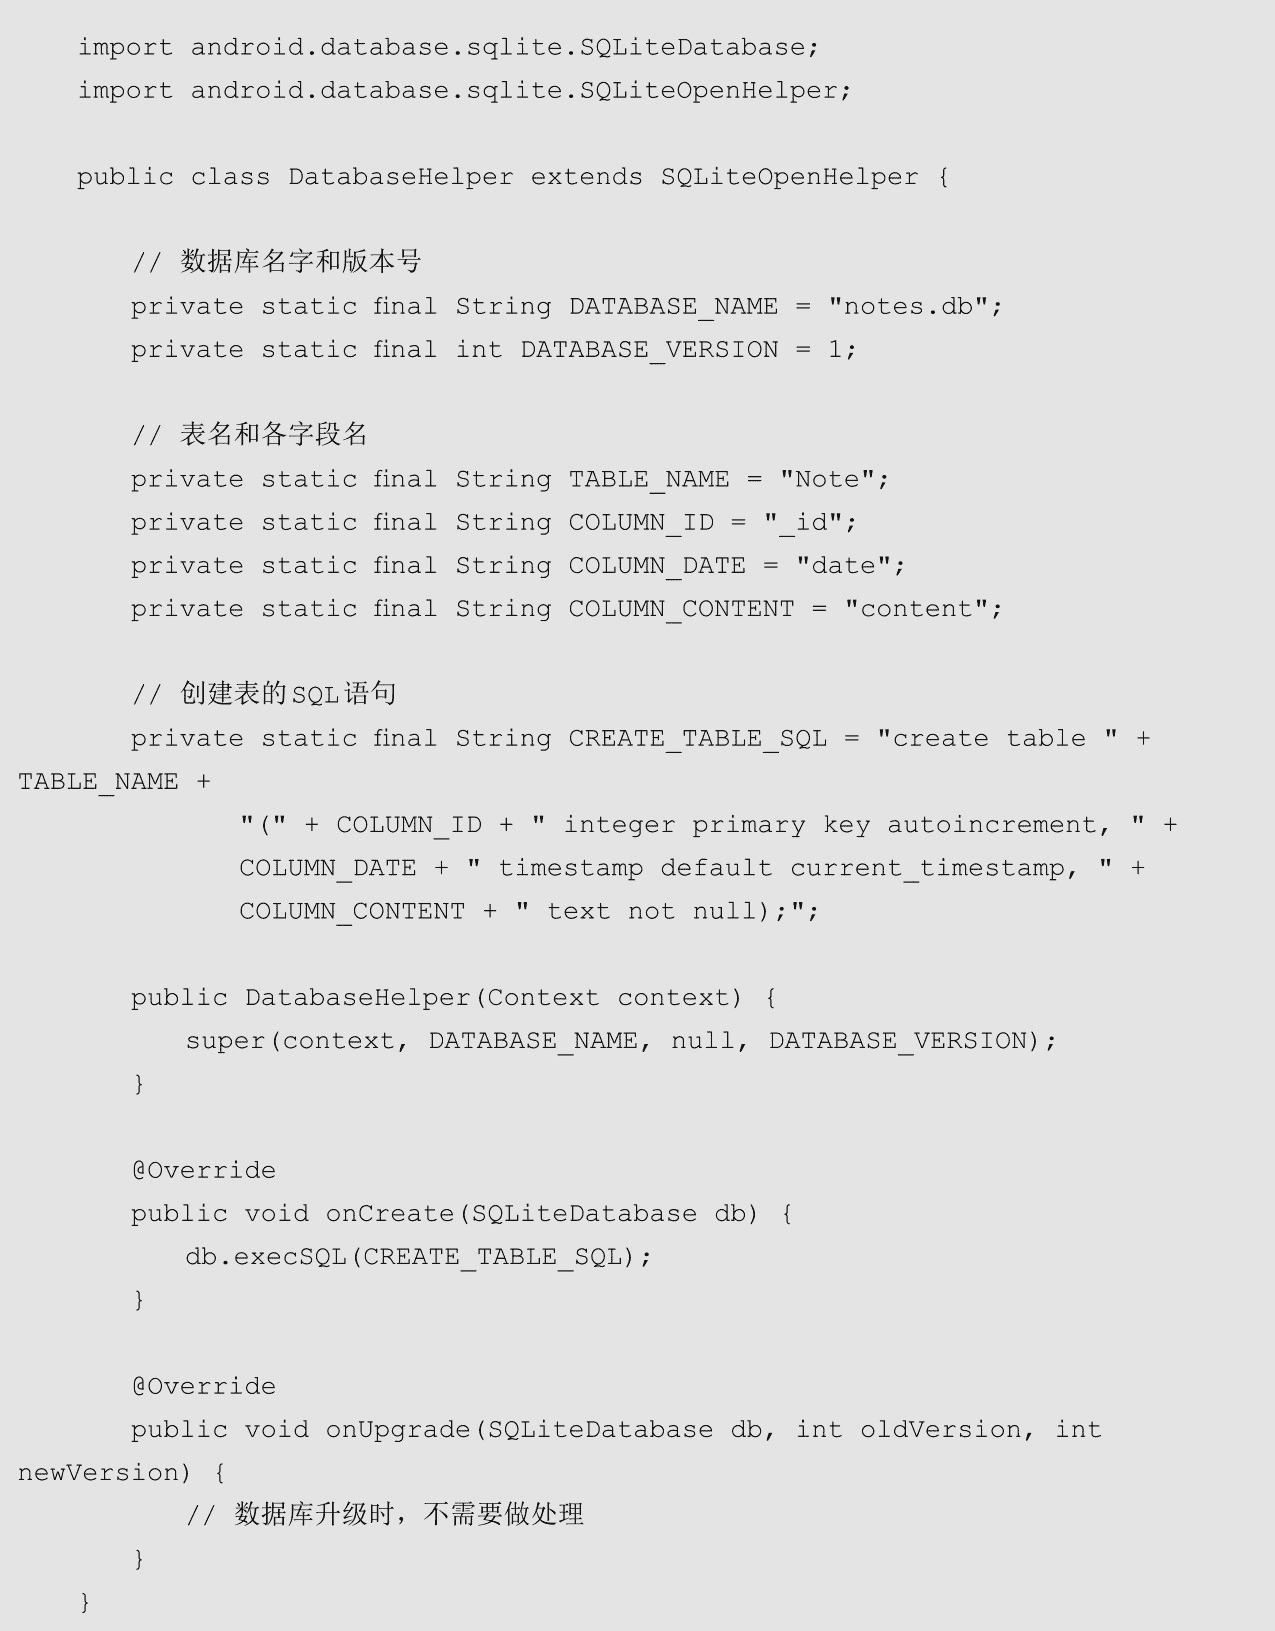 import android.database.sqlite.SQLiteDatabase;
import android.database.sqlite.SQLiteOpenHelper;
public class DatabaseHelper extends SQLiteOpenHelper {
// 数据库名字和版本号
private static final String DATABASE_NAME = "notes.db";
private static final int DATABASE_VERSION = 1;
// 表名和各字段名
private static final String TABLE_NAME = "Note";
private static final String COLUMN_ID = "_id";
private static final String COLUMN_DATE = "date";
private static final String COLUMN_CONTENT = "content";
// 创建表的SQL语句
private static final String CREATE_TABLE_SQL = "create table " +
TABLE_NAME +
"(" + COLUMN_ID + " integer primary key autoincrement, " +
COLUMN_DATE + " timestamp default current_timestamp, " +
COLUMN_CONTENT + " text not null);";
public DatabaseHelper(Context context) {
super(context, DATABASE_NAME, null, DATABASE_VERSION);
}
@Override
public void onCreate(SQLiteDatabase db) {
db.execSQL(CREATE_TABLE_SQL);
}
@Override
public void onUpgrade(SQLiteDatabase db, int oldVersion, int
newVersion) {
// 数据库升级时，不需要做处理
}
}